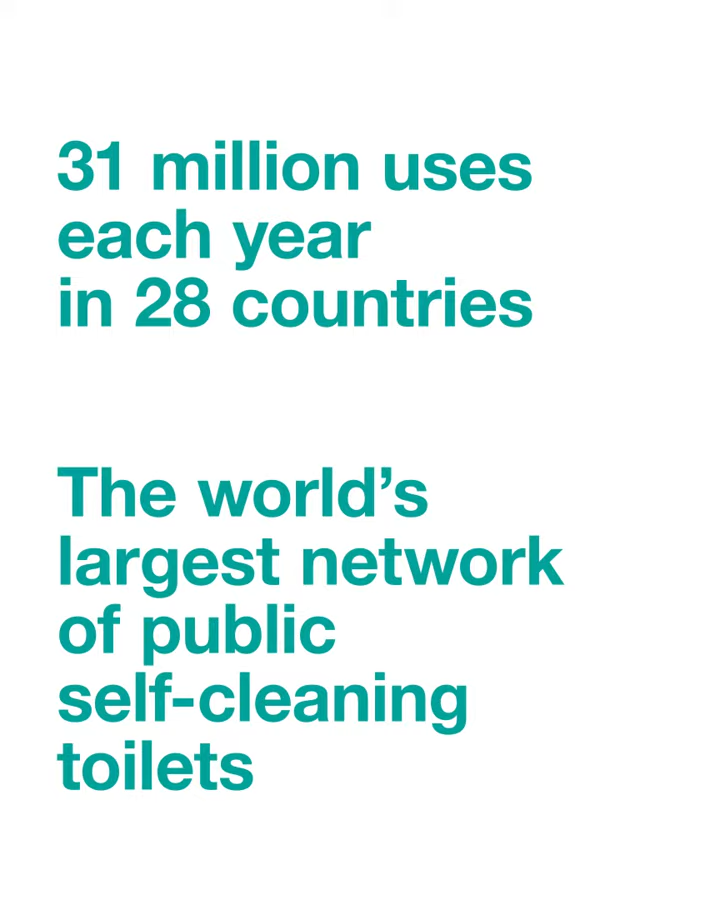 31 million uses
each year
in 28 countries
The world’s
largest network
of public
self-cleaning
toilets